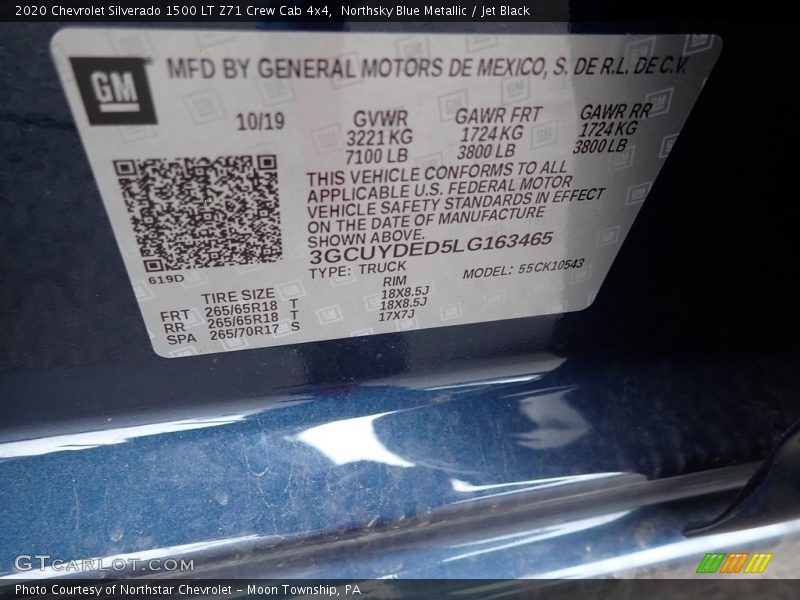 2020 Chevrolet Silverado 1500 LT Z71 Crew Cab 4x4, Northsky Blue Metallic / Jet Black
GM
MFD BY GENERAL MOTORS DE MEXICO, S. DE R.L. DE C.V.
10/19
GVWR GAWR FRT GAWR RR
3221 KG 1724 KG 1724 KG
7100 LB 3800 LB 3800 LB
THIS VEHICLE CONFORMS TO ALL
APPLICABLE U.S. FEDERAL MOTOR
VEHICLE SAFETY STANDARDS IN EFFECT
ON THE DATE OF MANUFACTURE
SHOWN ABOVE.
3GCUYDED5LG163465
619D
TYPE: TRUCK MODEL: 55CK10543
TIRE SIZE RIM
FRT 265/65R18 T 18X8.5J
RR 265/65R18 T 18X8.5J
SPA 265/70R17 S 17X7J
GTCARLOT.COM
Photo Courtesy of Northstar Chevrolet – Moon Township, PA